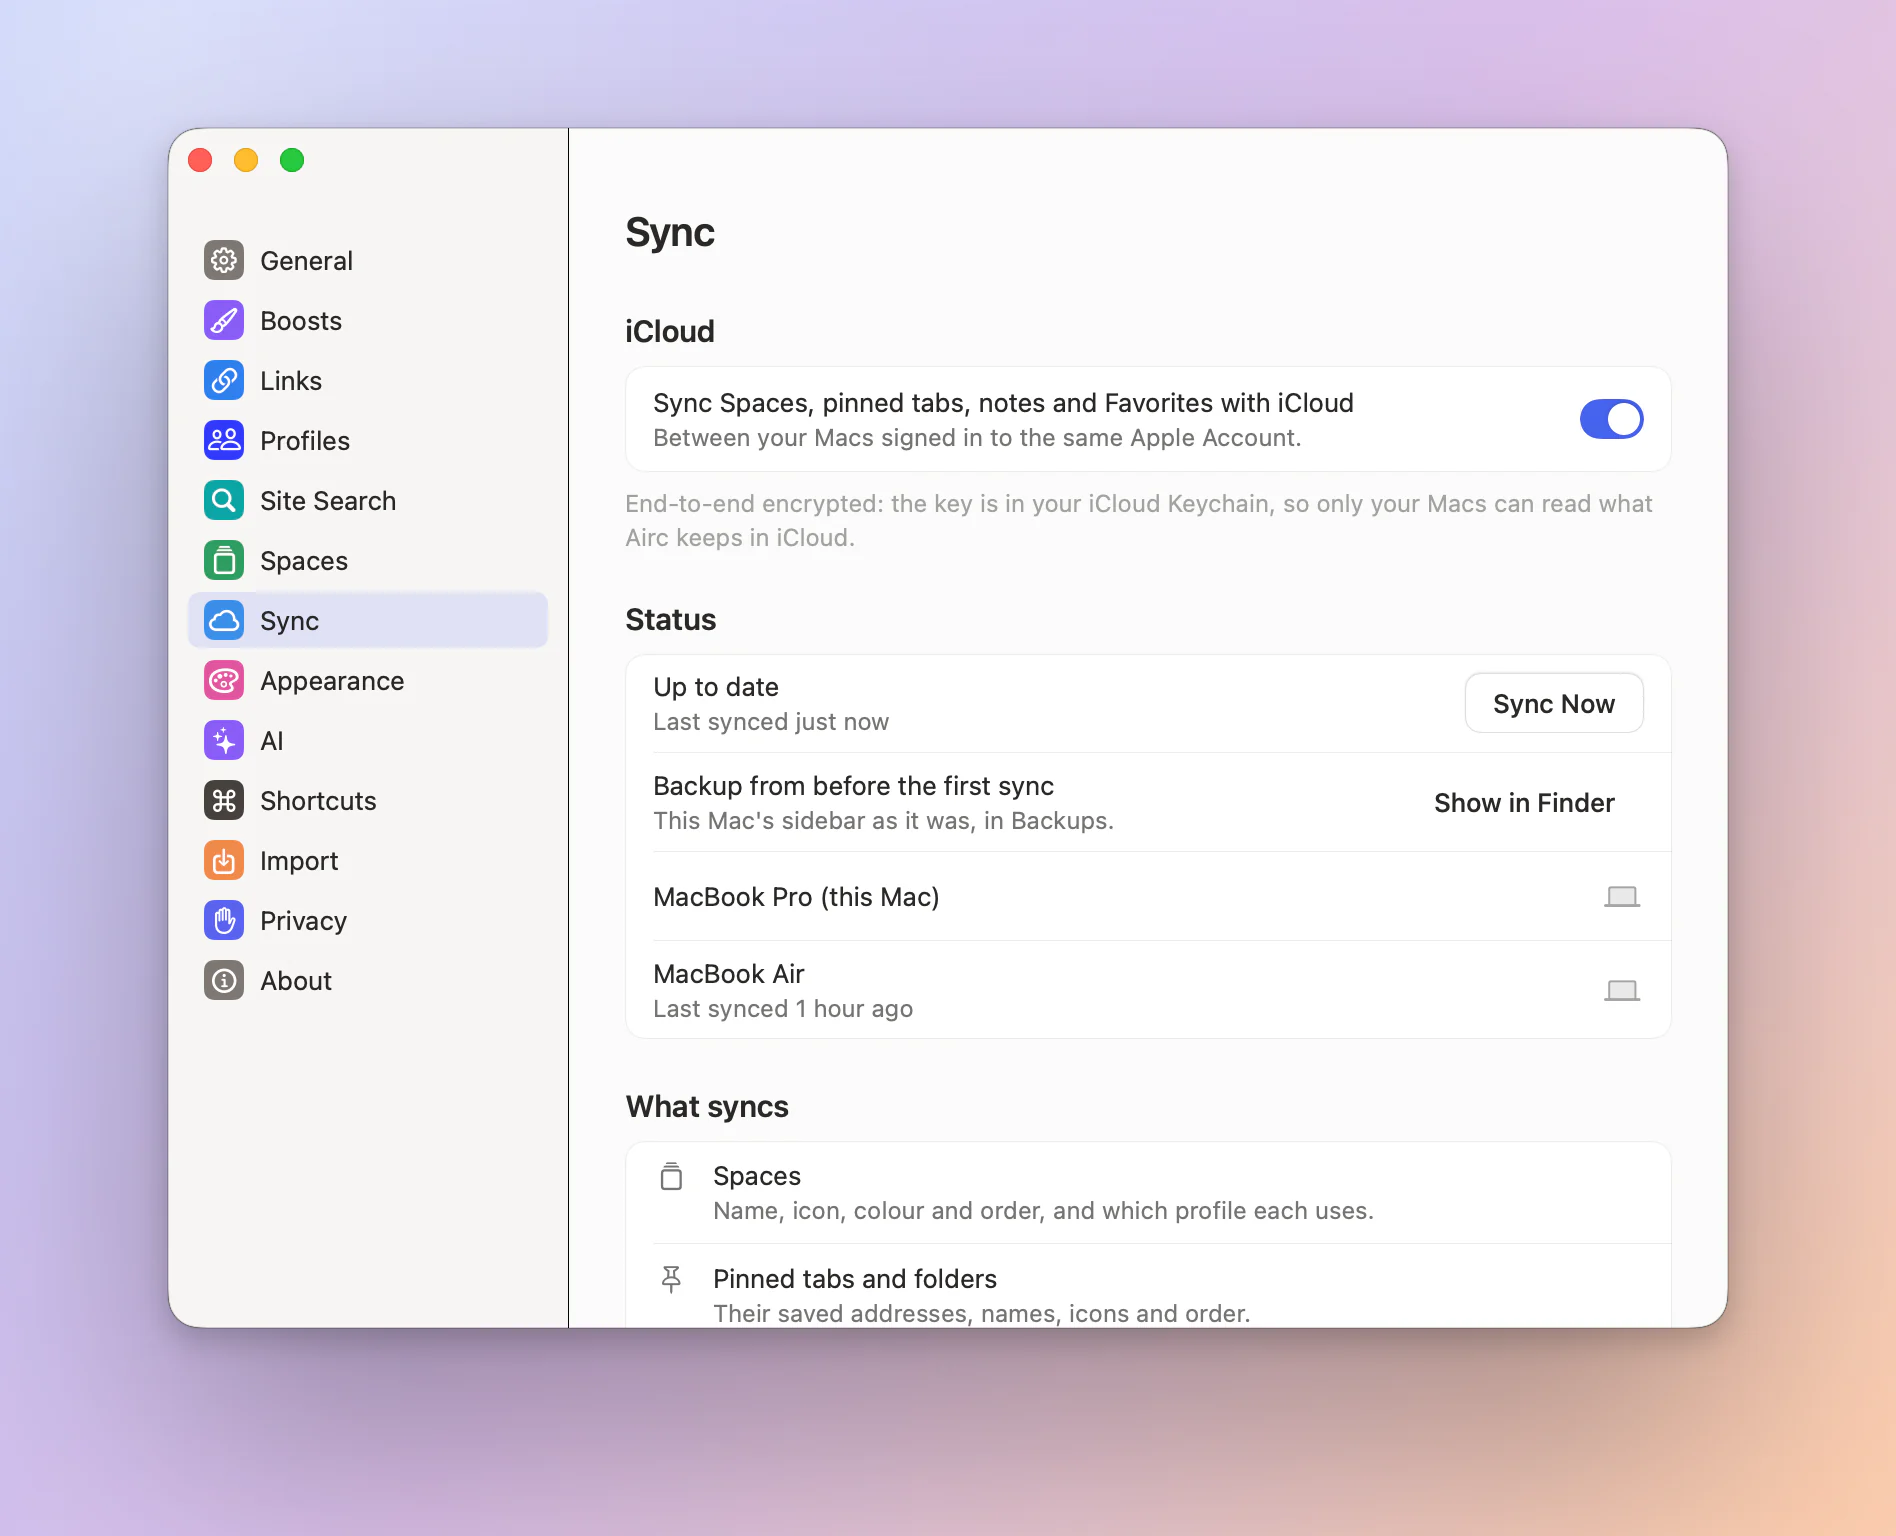 General
Boosts
Links
Profiles
Site Search
Spaces
Sync
Appearance
AI
Shortcuts
Import
Privacy
About
Sync
iCloud
Sync Spaces, pinned tabs, notes and Favorites with iCloud
Between your Macs signed in to the same Apple Account.
End-to-end encrypted: the key is in your iCloud Keychain, so only your Macs can read what
Airc keeps in iCloud.
Status
Up to date
Last synced just now
Sync Now
Backup from before the first sync
This Mac's sidebar as it was, in Backups.
Show in Finder
MacBook Pro (this Mac)
MacBook Air
Last synced 1 hour ago
What syncs
Spaces
Name, icon, colour and order, and which profile each uses.
Pinned tabs and folders
Their saved addresses, names, icons and order.